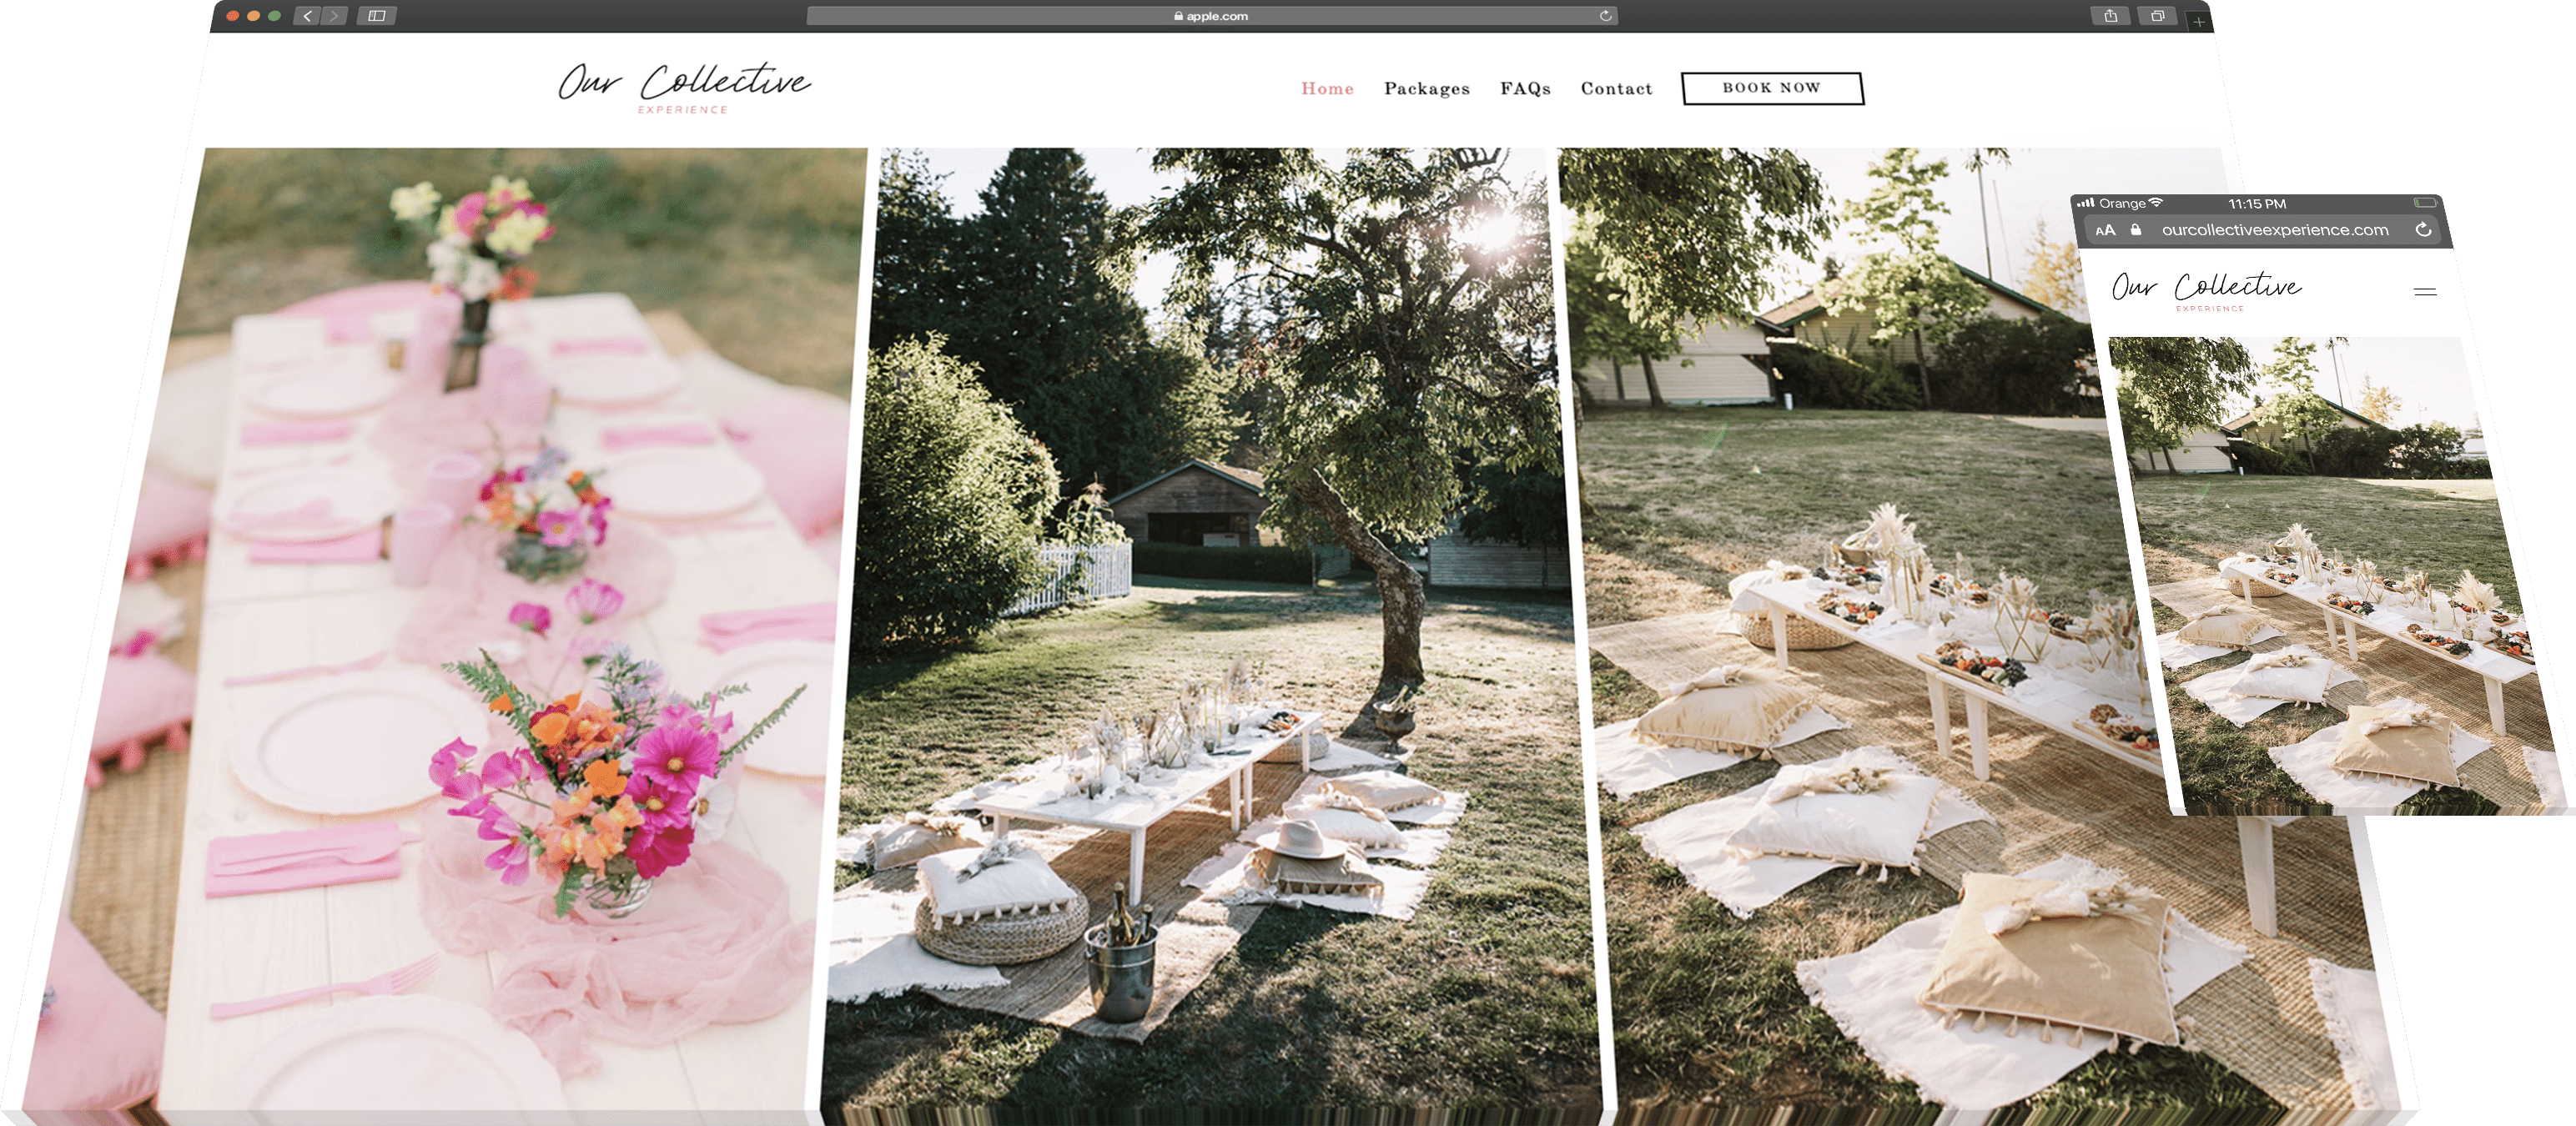 apple.com
Our Collective
EXPERIENCE
Home Packages FAQs Contact BOOK NOW
Orange 11:15 PM
AA ourcollectiveexperience.com
Our Collective
EXPERIENCE